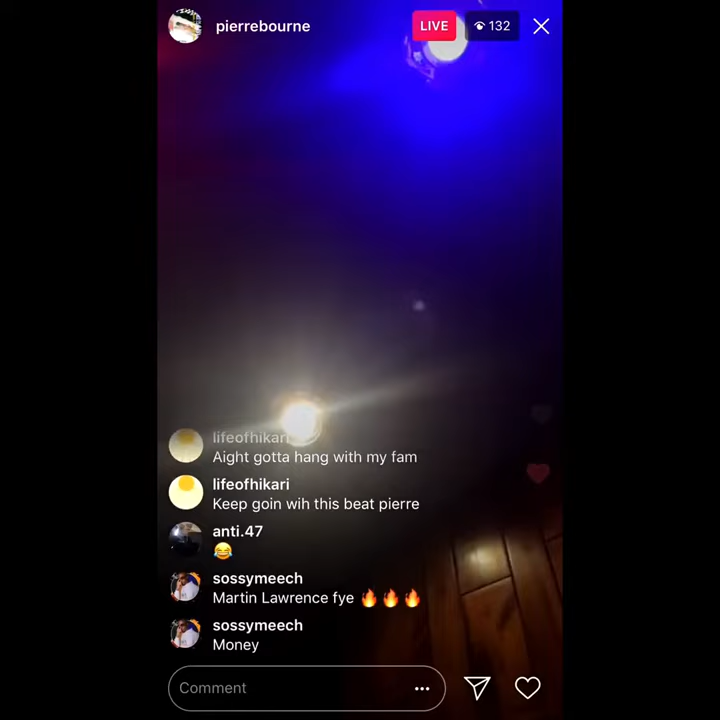 pierrebourne
LIVE
132
lifeofhikari
Aight gotta hang with my fam
lifeofhikari
Keep goin wih this beat pierre
anti.47
😂
sossymeech
Martin Lawrence fye 🔥🔥🔥
sossymeech
Money
Comment